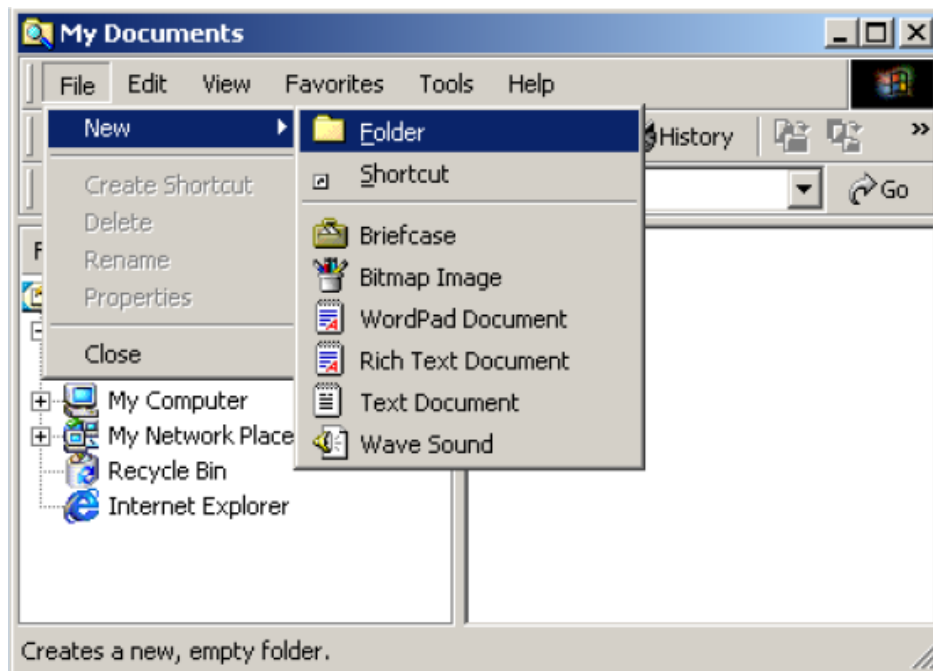 My Documents
File Edit View Favorites Tools Help
New
Folder
History
»
Shortcut
Create Shortcut
Go
Delete
Briefcase
F
Rename
Bitmap Image
Properties
WordPad Document
Close
Rich Text Document
My Computer
Text Document
My Network Place
Wave Sound
Recycle Bin
Internet Explorer
Creates a new, empty folder.